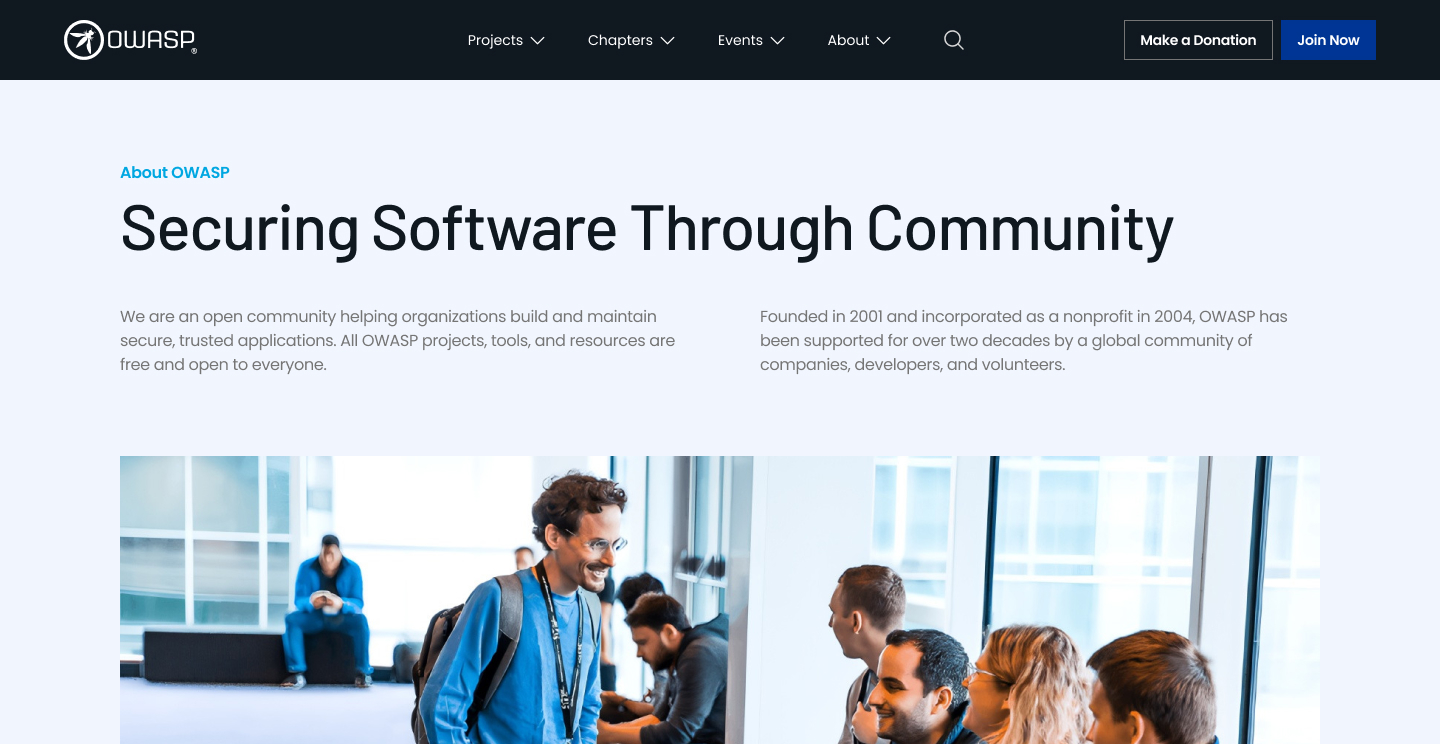 OWASP®
Projects
Chapters
Events
About
Make a Donation
Join Now
About OWASP
Securing Software Through Community
We are an open community helping organizations build and maintain
secure, trusted applications. All OWASP projects, tools, and resources are
free and open to everyone.
Founded in 2001 and incorporated as a nonprofit in 2004, OWASP has
been supported for over two decades by a global community of
companies, developers, and volunteers.